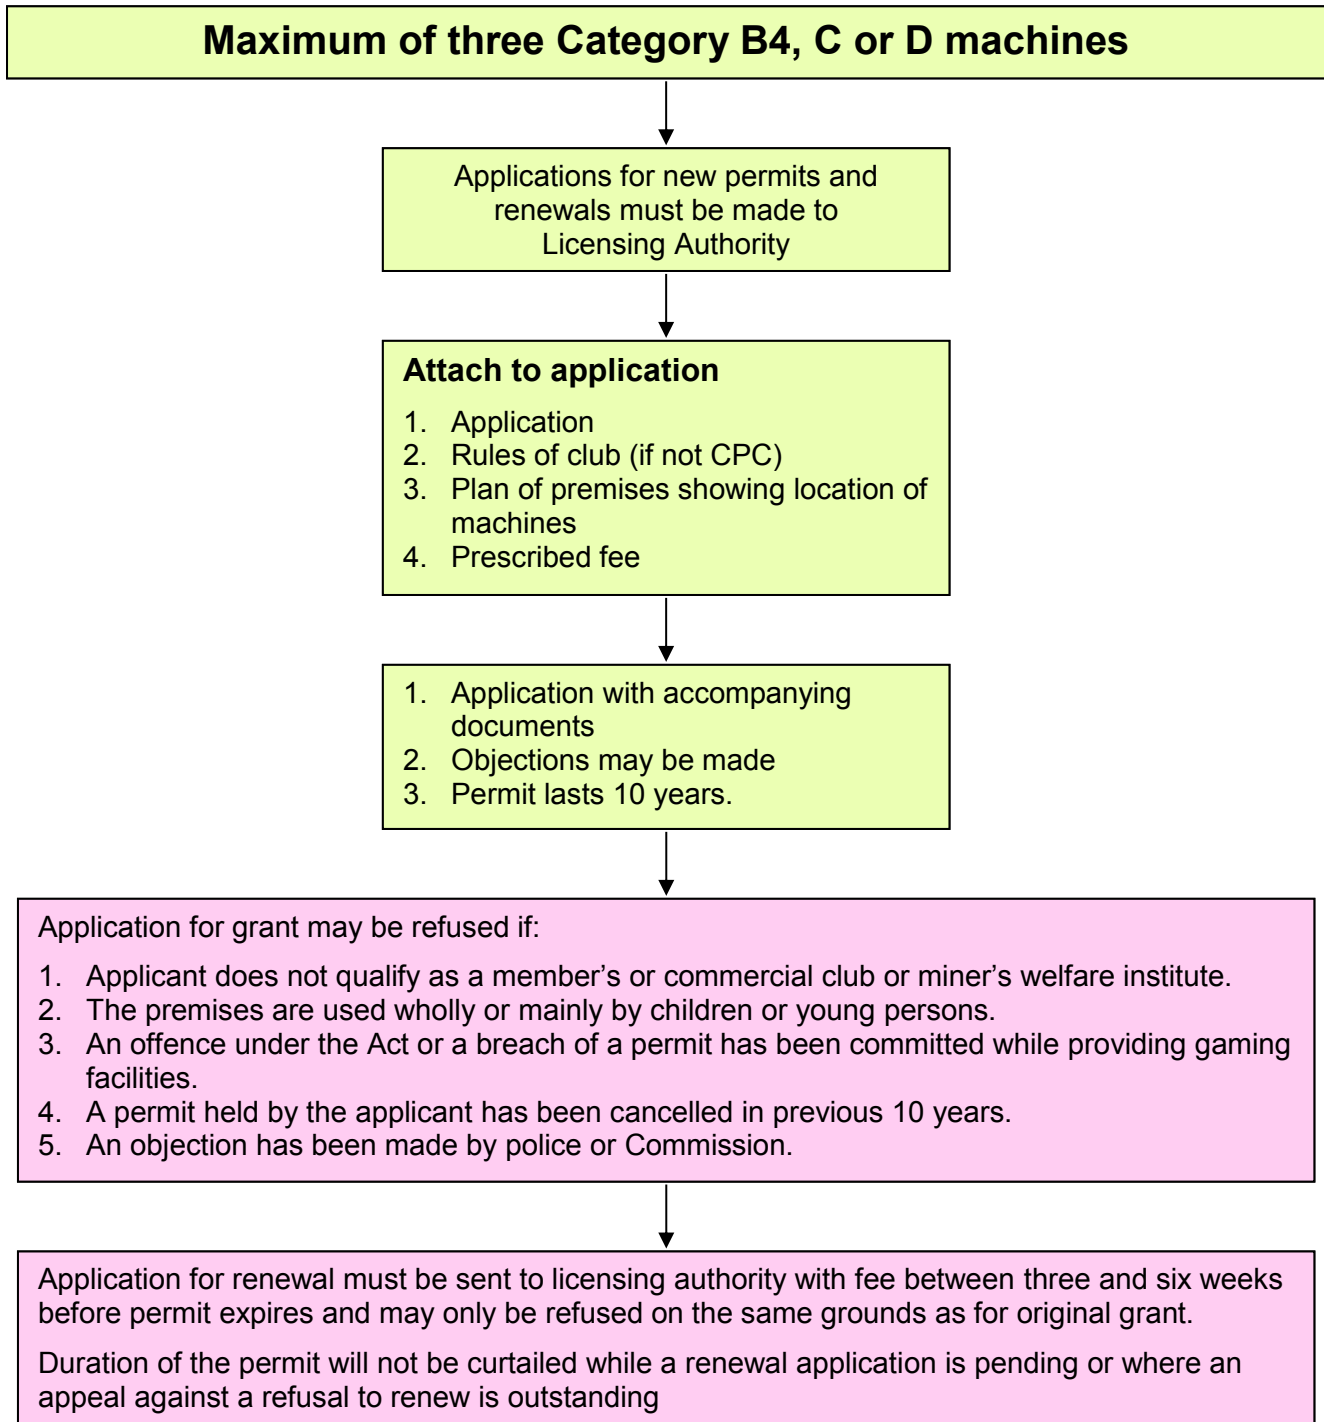 Maximum of three Category B4, C or D machines
Applications for new permits and
renewals must be made to
Licensing Authority
Attach to application
1. Application
2. Rules of club (if not CPC)
3. Plan of premises showing location of
machines
4. Prescribed fee
1. Application with accompanying
documents
2. Objections may be made
3. Permit lasts 10 years.
Application for grant may be refused if:
1. Applicant does not qualify as a member’s or commercial club or miner’s welfare institute.
2. The premises are used wholly or mainly by children or young persons.
3. An offence under the Act or a breach of a permit has been committed while providing gaming
facilities.
4. A permit held by the applicant has been cancelled in previous 10 years.
5. An objection has been made by police or Commission.
Application for renewal must be sent to licensing authority with fee between three and six weeks
before permit expires and may only be refused on the same grounds as for original grant.
Duration of the permit will not be curtailed while a renewal application is pending or where an
appeal against a refusal to renew is outstanding